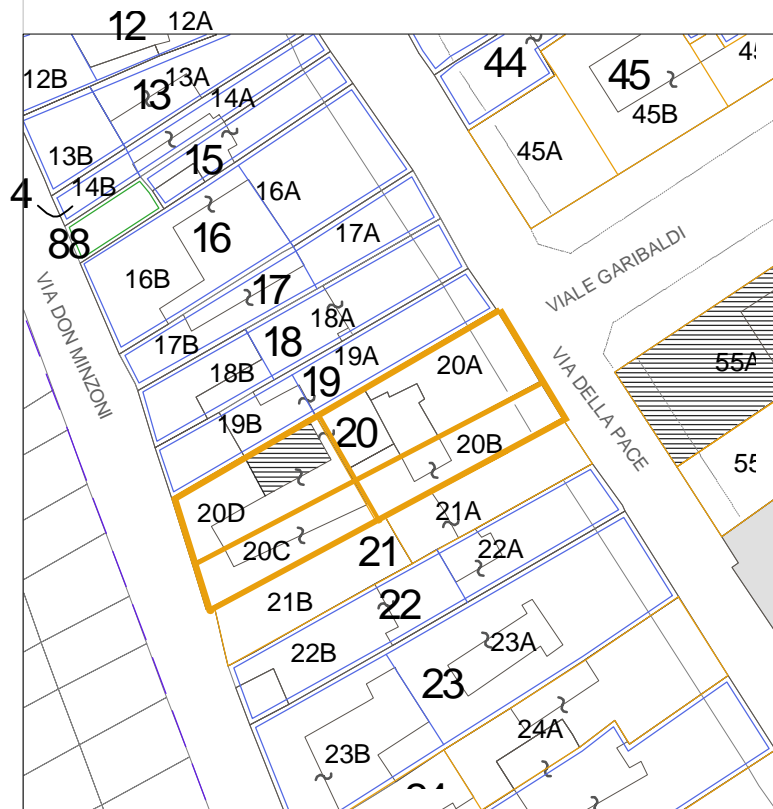 12
12A
44
45
12B
13
13A
14A
45B
13B
15
45A
4
14B
16A
88
16
17A
16B
17
VIALE GARIBALDI
VIA DON MINZONI
17B
18
18A
18B
19
19A
20A
VIA DELLA PACE
55A
19B
20
20B
55
20D
21A
20C
21
22A
21B
22
22B
23A
23
23B
24A